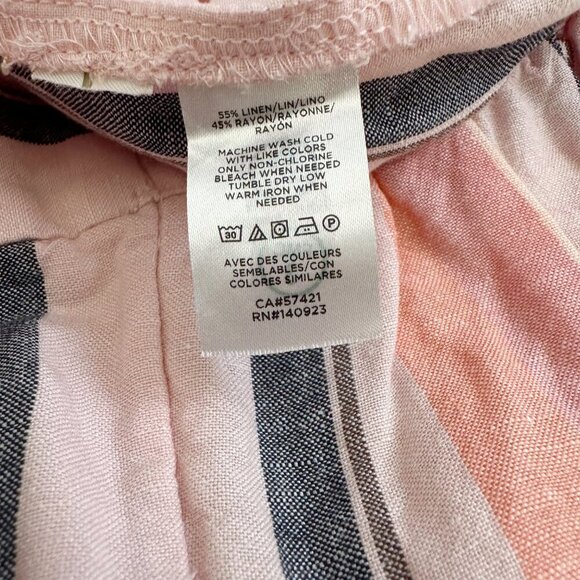 55% LINEN/LIN/LINO
45% RAYON/RAYONNE/
RAYÓN
MACHINE WASH COLD
WITH LIKE COLORS
ONLY NON-CHLORINE
BLEACH WHEN NEEDED
TUMBLE DRY LOW
WARM IRON WHEN
NEEDED
30 P
AVEC DES COULEURS
SEMBLABLES/CON
COLORES SIMILARES
CA#57421
RN#140923